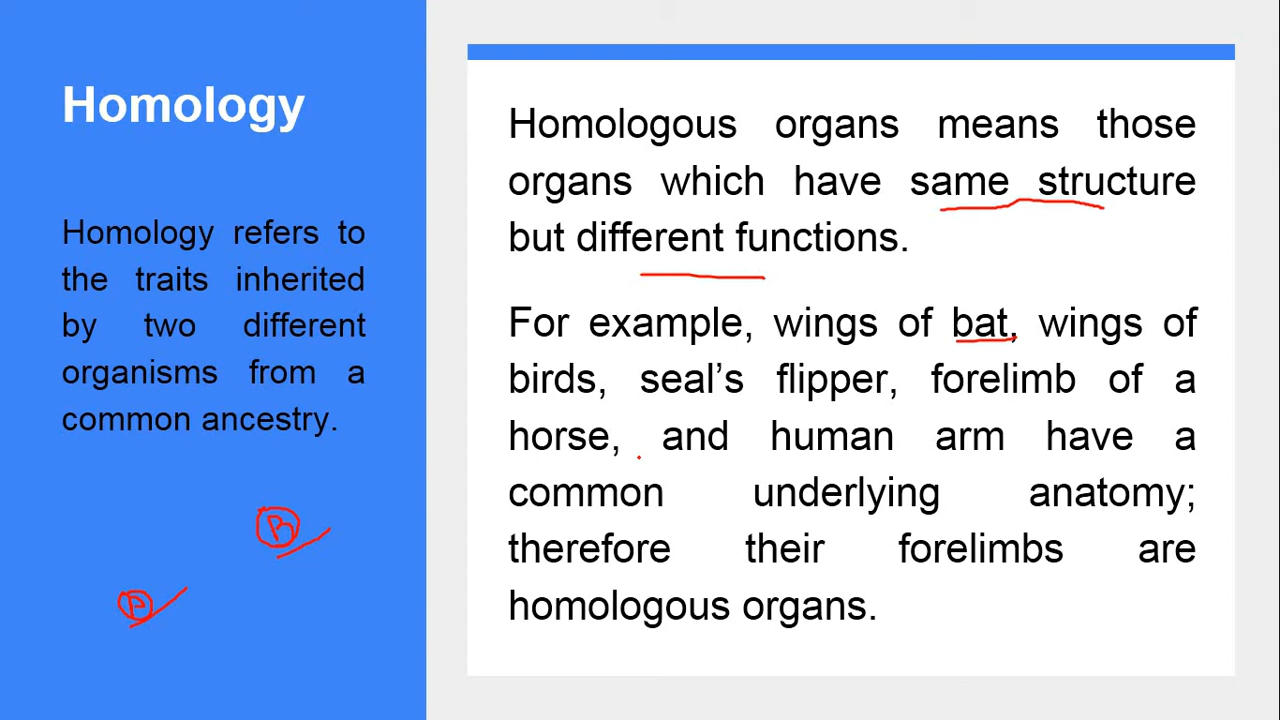 Homology
Homology refers to
the traits inherited
by two different
organisms from a
common ancestry.
B
P
Homologous organs means those
organs which have same structure
but different functions.
For example, wings of bat, wings of
birds, seal’s flipper, forelimb of a
horse, and human arm have a
common underlying anatomy;
therefore their forelimbs are
homologous organs.